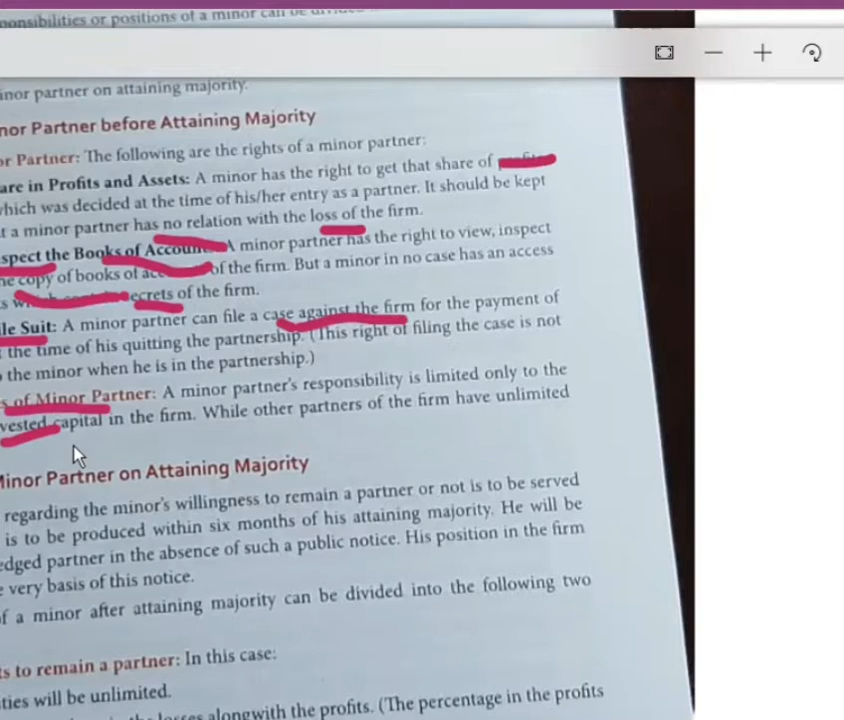 ponsibilities or positions of a minor can be
inor partner on attaining majority.
nor Partner before Attaining Majority
or Partner: The following are the rights of a minor partner:
are in Profits and Assets: A minor has the right to get that share of profits
which was decided at the time of his/her entry as a partner. It should be kept
t a minor partner has no relation with the loss of the firm.
spect the Books of Accounts: A minor partner has the right to view, inspect
he copy of books of of the firm. But a minor in no case has an access
s secrets of the firm.
ile Suit: A minor partner can file a case against the firm for the payment of
t the time of his quitting the partnership. (This right of filing the case is not
o the minor when he is in the partnership.)
s of Minor Partner: A minor partner's responsibility is limited only to the
vested capital in the firm. While other partners of the firm have unlimited
Minor Partner on Attaining Majority
regarding the minor's willingness to remain a partner or not is to be served
is to be produced within six months of his attaining majority. He will be
edged partner in the absence of such a public notice. His position in the firm
e very basis of this notice.
f a minor after attaining majority can be divided into the following two
ts to remain a partner: In this case:
ties will be unlimited.
losses alongwith the profits. (The percentage in the profits